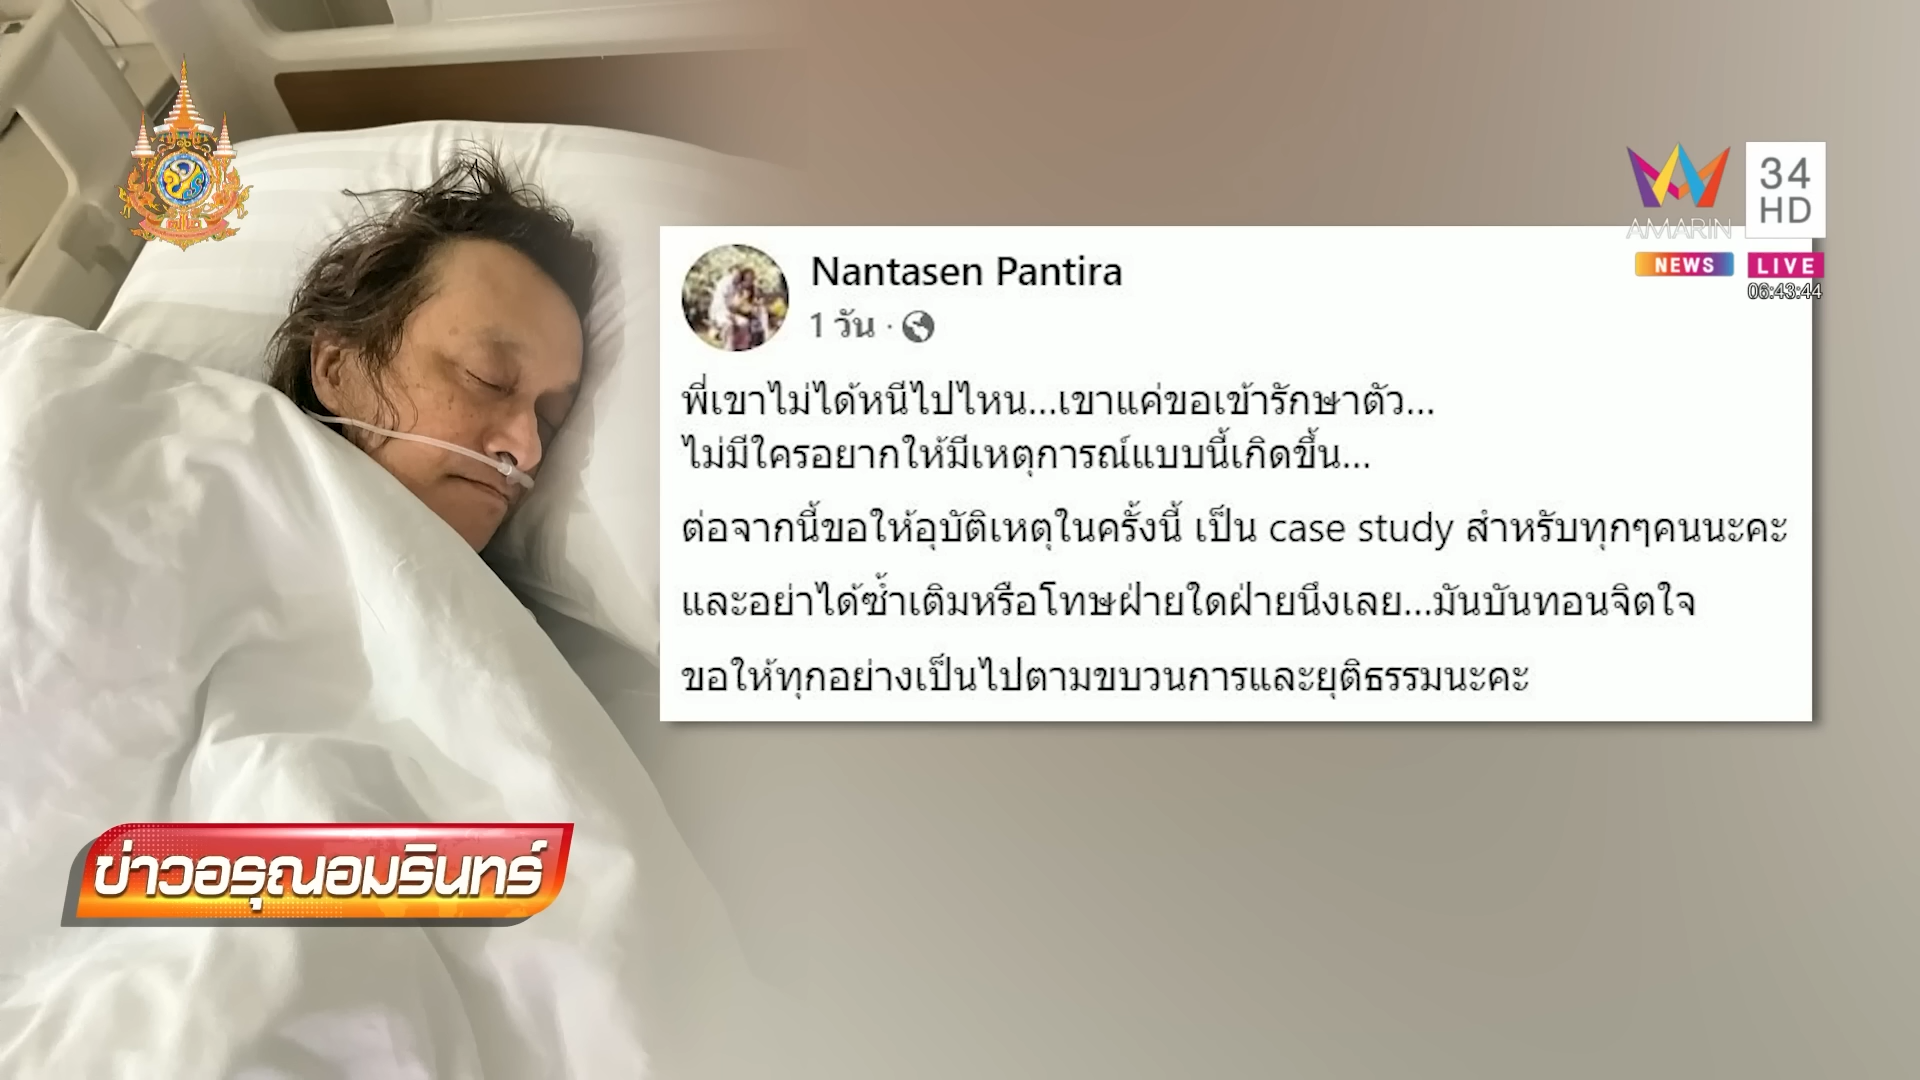 34
HD
AMARIN
NEWS LIVE
06:43:44
Nantasen Pantira
1 วัน ·
พี่เขาไม่ได้หนีไปไหน...เขาแค่ขอเข้ารักษาตัว...
ไม่มีใครอยากให้มีเหตุการณ์แบบนี้เกิดขึ้น...
ต่อจากนี้ขอให้อุบัติเหตุในครั้งนี้ เป็น case study สำหรับทุกๆคนนะคะ
และอย่าได้ซ้ำเติมหรือโทษฝ่ายใดฝ่ายนึงเลย...มันบันทอนจิตใจ
ขอให้ทุกอย่างเป็นไปตามขบวนการและยุติธรรมนะคะ
ข่าวอรุณอมรินทร์